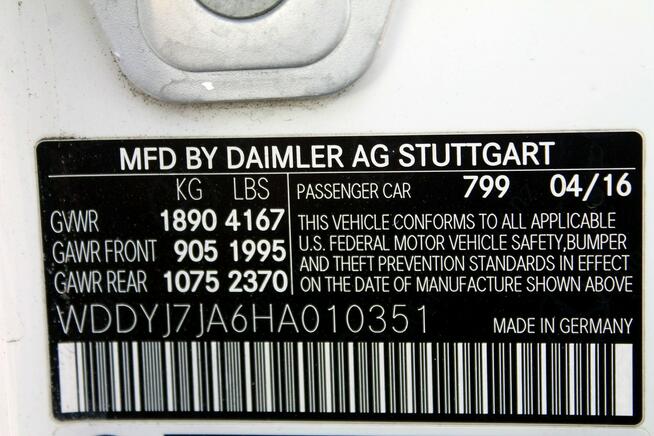 MFD BY DAIMLER AG STUTTGART
KG LBS
GVWR 1890 4167
GAWR FRONT 905 1995
GAWR REAR 1075 2370
PASSENGER CAR 799 04/16
THIS VEHICLE CONFORMS TO ALL APPLICABLE
U.S. FEDERAL MOTOR VEHICLE SAFETY,BUMPER
AND THEFT PREVENTION STANDARDS IN EFFECT
ON THE DATE OF MANUFACTURE SHOWN ABOVE
WDDYJ7JA6HA010351
MADE IN GERMANY